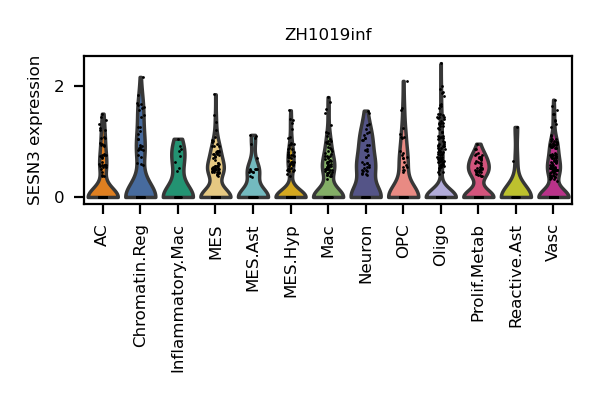 ZH1019inf
SESN3 expression
2
0
AC
Chromatin.Reg
Inflammatory.Mac
MES
MES.Ast
MES.Hyp
Mac
Neuron
OPC
Oligo
Prolif.Metab
Reactive.Ast
Vasc